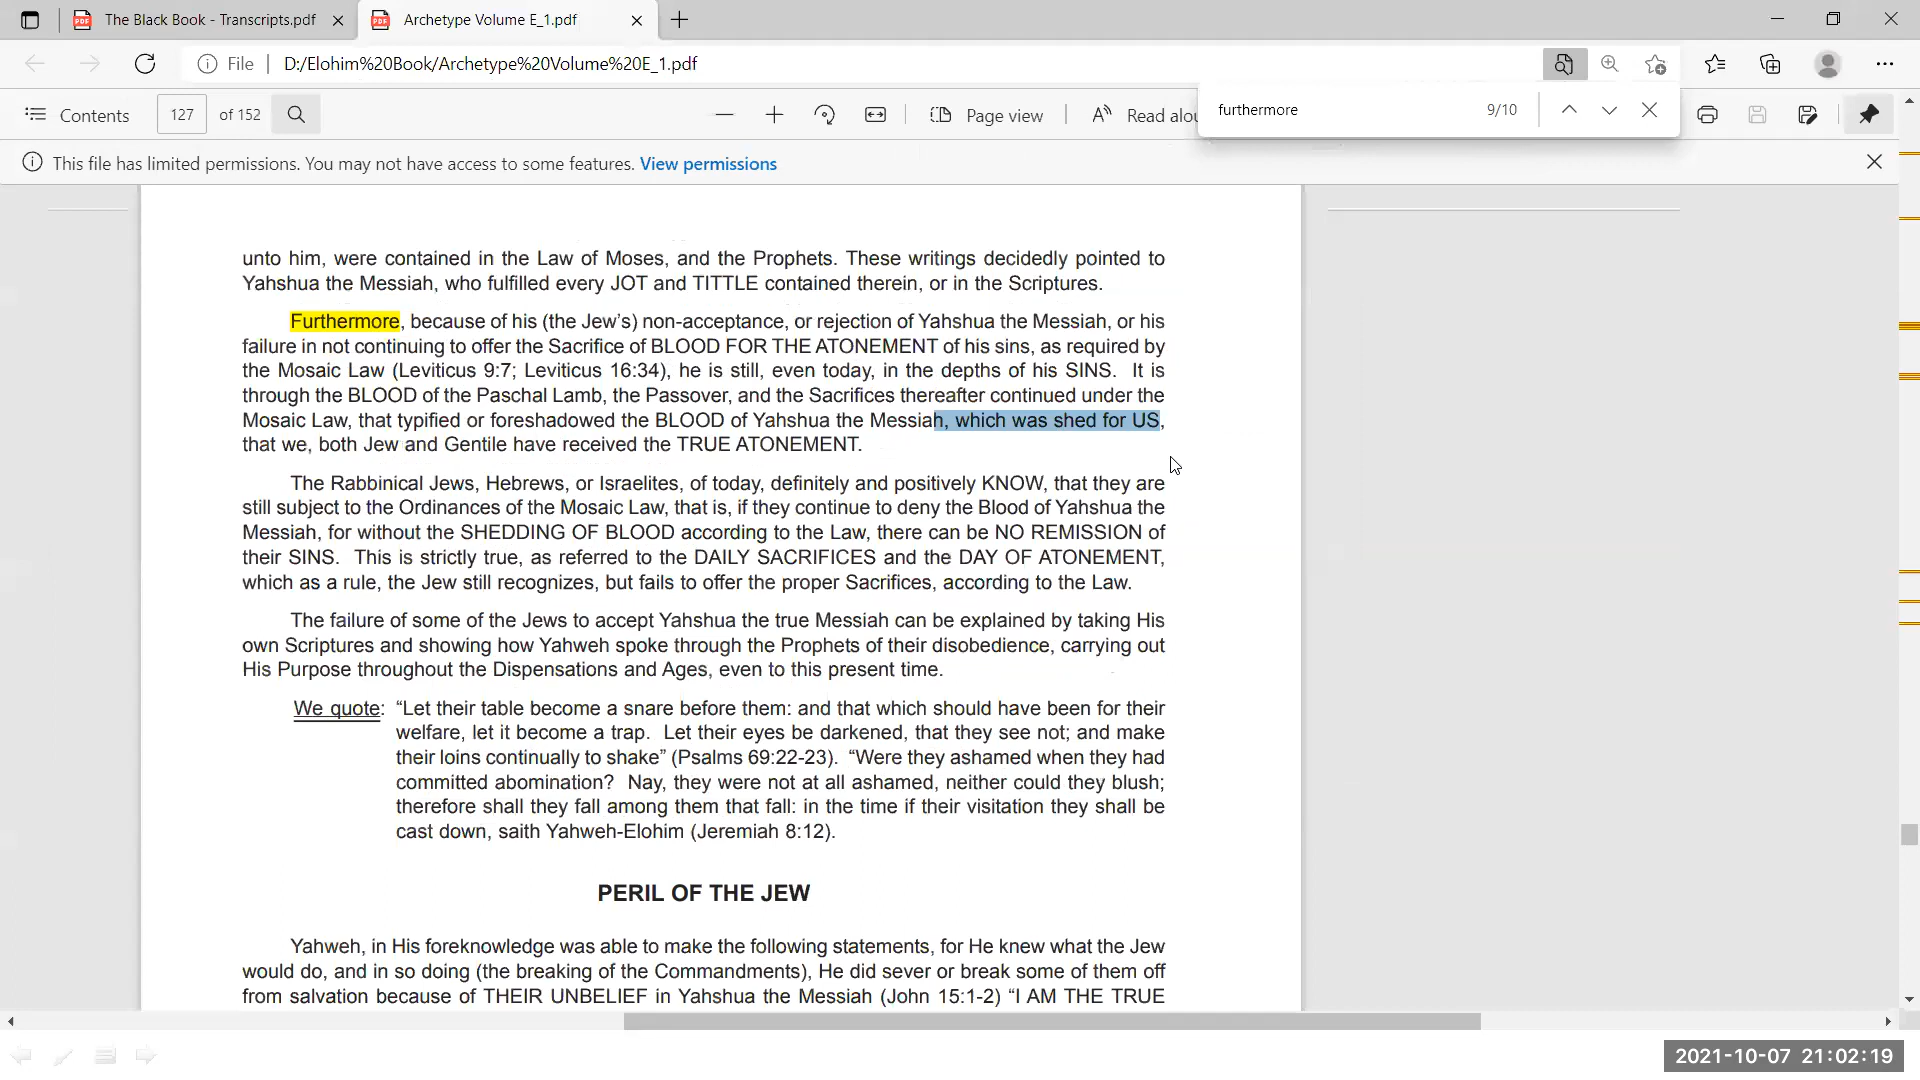 The Black Book - Transcripts.pdf
Archetype Volume E_1.pdf
File
D:/Elohim%20Book/Archetype%20Volume%20E_1.pdf
Contents
127
of 152
Page view
Read alou
furthermore
9/10
This file has limited permissions. You may not have access to some features. View permissions
unto him, were contained in the Law of Moses, and the Prophets. These writings decidedly pointed to
Yahshua the Messiah, who fulfilled every JOT and TITTLE contained therein, or in the Scriptures.
Furthermore, because of his (the Jew's) non-acceptance, or rejection of Yahshua the Messiah, or his
failure in not continuing to offer the Sacrifice of BLOOD FOR THE ATONEMENT of his sins, as required by
the Mosaic Law (Leviticus 9:7; Leviticus 16:34), he is still, even today, in the depths of his SINS. It is
through the BLOOD of the Paschal Lamb, the Passover, and the Sacrifices thereafter continued under the
Mosaic Law, that typified or foreshadowed the BLOOD of Yahshua the Messiah, which was shed for US,
that we, both Jew and Gentile have received the TRUE ATONEMENT.
The Rabbinical Jews, Hebrews, or Israelites, of today, definitely and positively KNOW, that they are
still subject to the Ordinances of the Mosaic Law, that is, if they continue to deny the Blood of Yahshua the
Messiah, for without the SHEDDING OF BLOOD according to the Law, there can be NO REMISSION of
their SINS. This is strictly true, as referred to the DAILY SACRIFICES and the DAY OF ATONEMENT,
which as a rule, the Jew still recognizes, but fails to offer the proper Sacrifices, according to the Law.
The failure of some of the Jews to accept Yahshua the true Messiah can be explained by taking His
own Scriptures and showing how Yahweh spoke through the Prophets of their disobedience, carrying out
His Purpose throughout the Dispensations and Ages, even to this present time.
We quote: “Let their table become a snare before them: and that which should have been for their
welfare, let it become a trap. Let their eyes be darkened, that they see not; and make
their loins continually to shake” (Psalms 69:22-23). “Were they ashamed when they had
committed abomination? Nay, they were not at all ashamed, neither could they blush;
therefore shall they fall among them that fall: in the time if their visitation they shall be
cast down, saith Yahweh-Elohim (Jeremiah 8:12).
PERIL OF THE JEW
Yahweh, in His foreknowledge was able to make the following statements, for He knew what the Jew
would do, and in so doing (the breaking of the Commandments), He did sever or break some of them off
from salvation because of THEIR UNBELIEF in Yahshua the Messiah (John 15:1-2) “I AM THE TRUE
2021-10-07 21:02:19